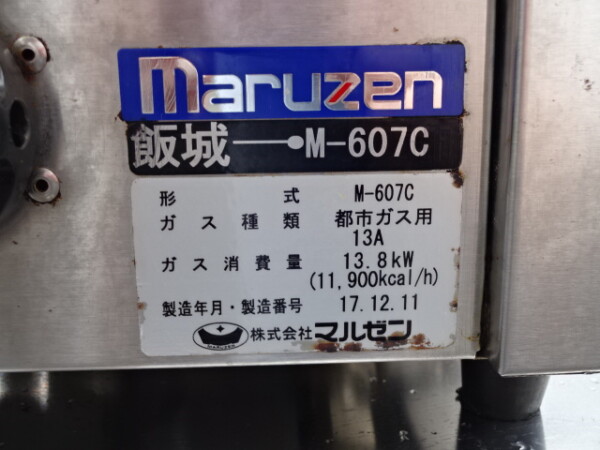 maruzen
飯城 M-607C
形式 M-607C
ガス種類 都市ガス用
13A
ガス消費量 13.8kW
(11,900kcal/h)
製造年月・製造番号 17.12.11
株式会社マルゼン